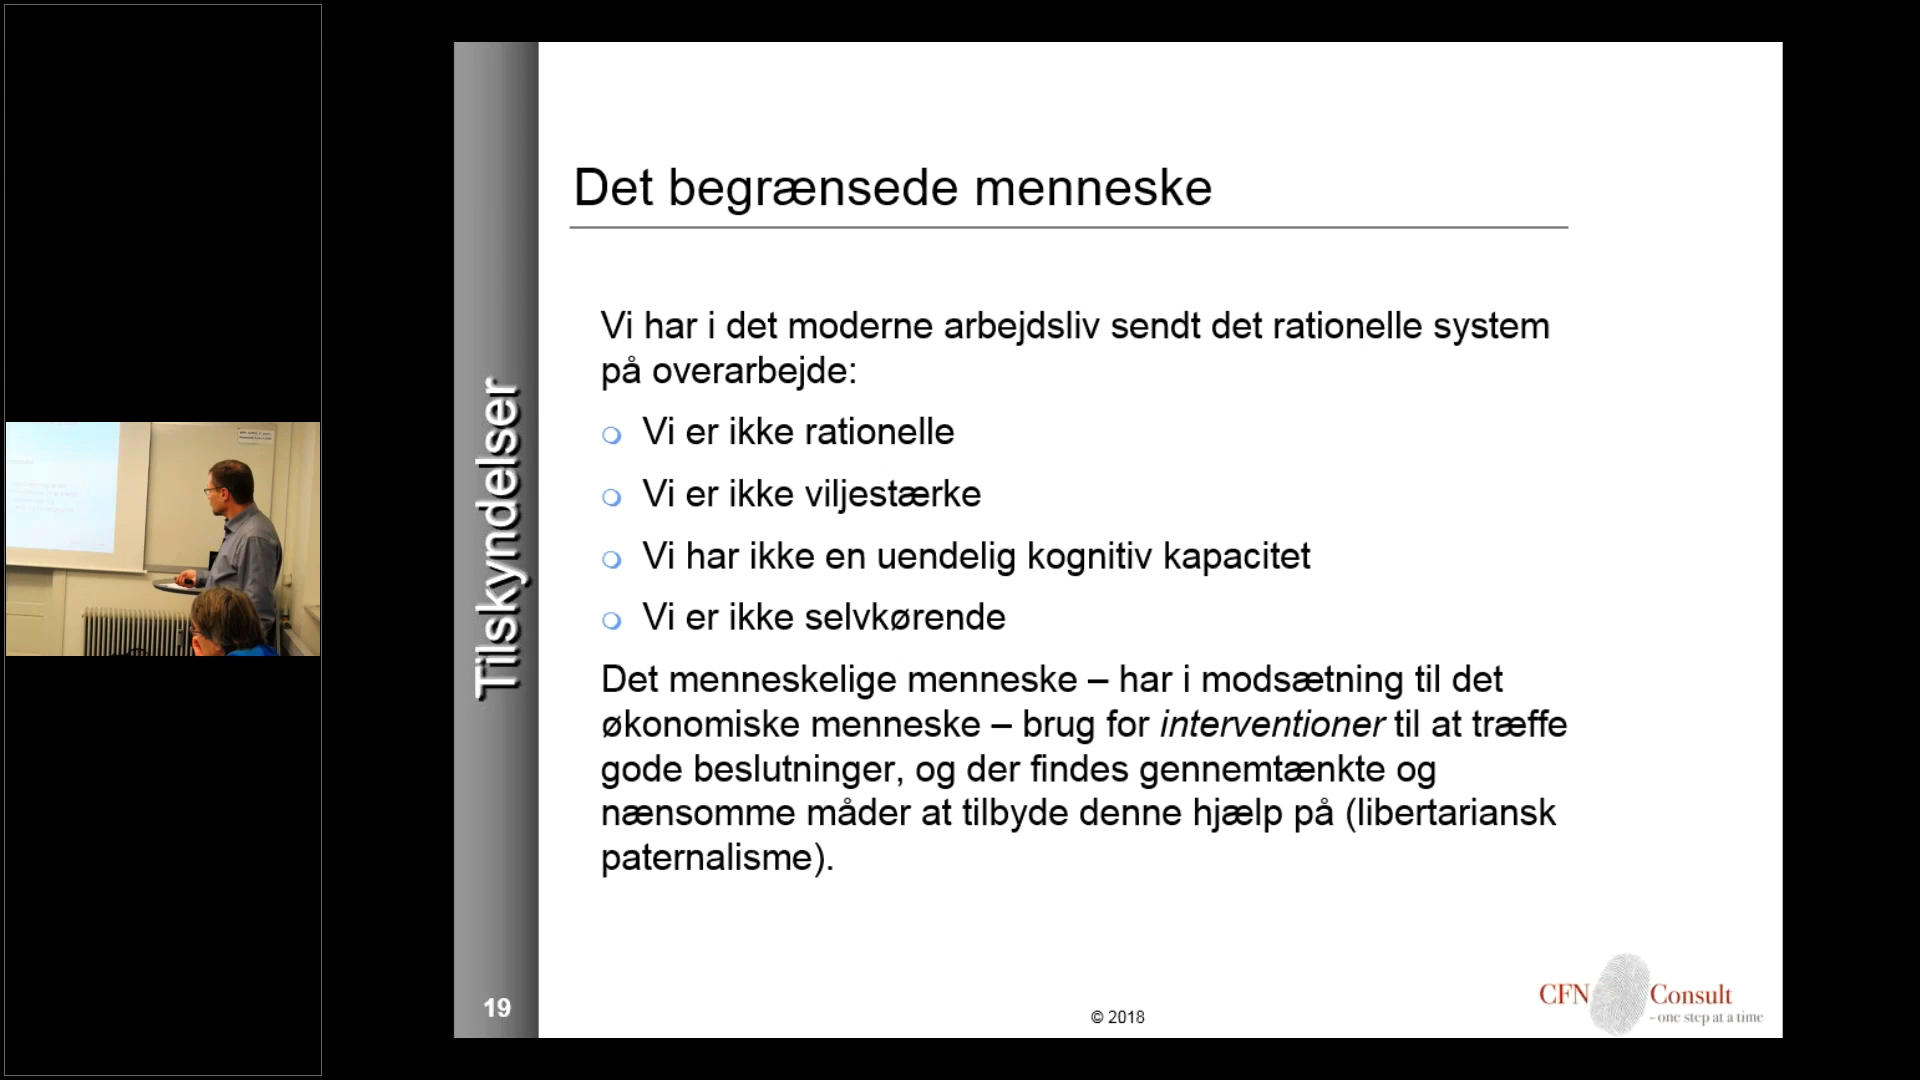 Det begrænsede menneske
Vi har i det moderne arbejdsliv sendt det rationelle system
på overarbejde:
Vi er ikke rationelle
Vi er ikke viljestærke
Vi har ikke en uendelig kognitiv kapacitet
Vi er ikke selvkørende
Det menneskelige menneske – har i modsætning til det
økonomiske menneske – brug for interventioner til at træffe
gode beslutninger, og der findes gennemtænkte og
nænsomme måder at tilbyde denne hjælp på (libertariansk
paternalisme).
Tilskyndelser
19
© 2018
CFN Consult
- one step at a time